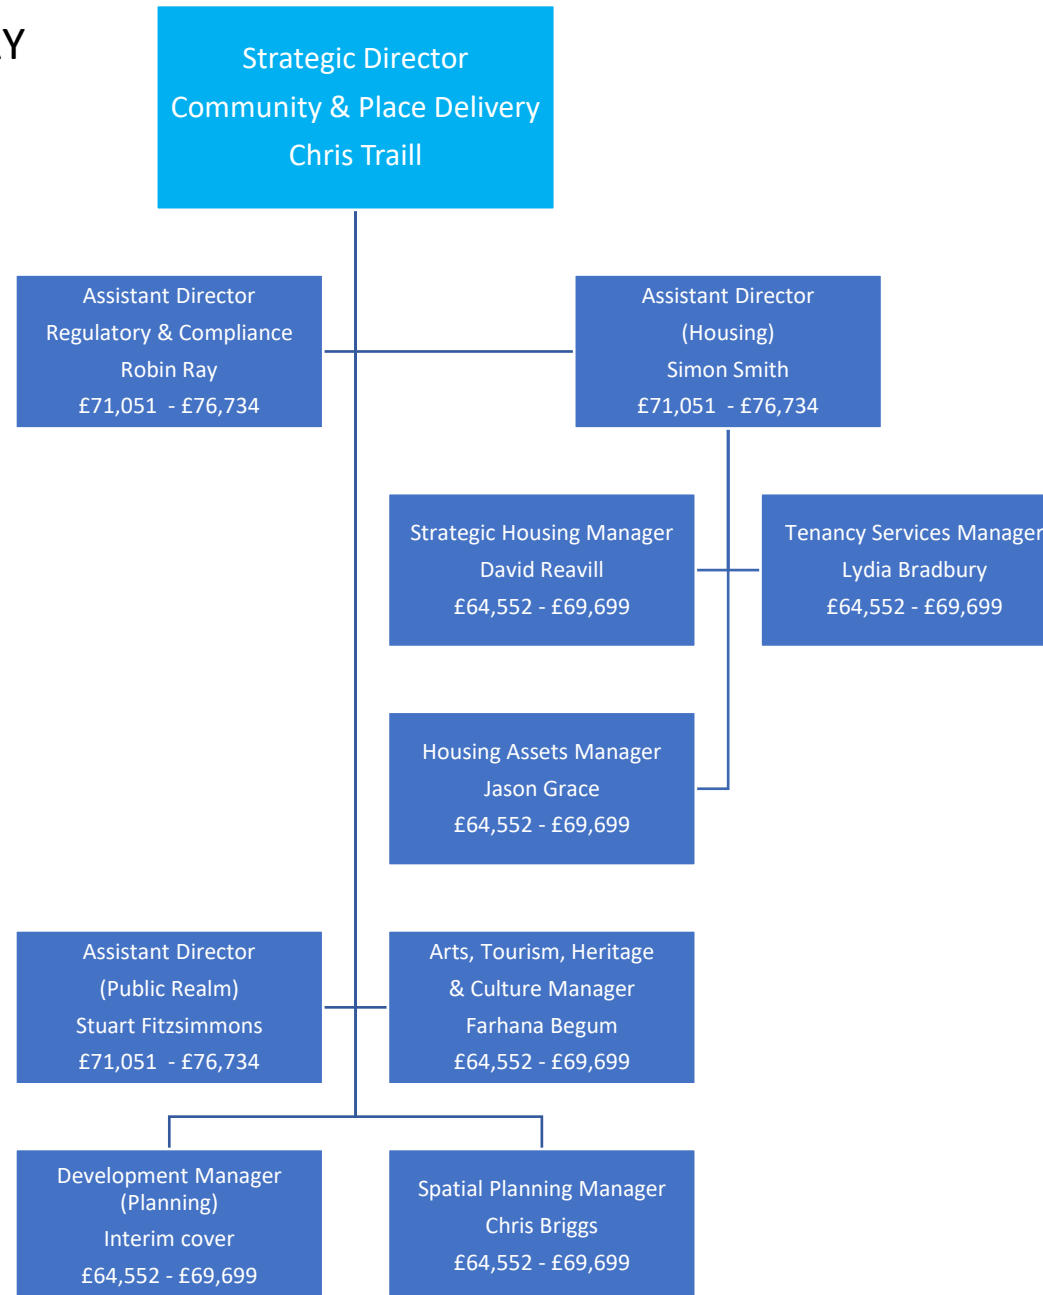 Strategic Director
Community & Place Delivery
Chris Traill
Assistant Director
Regulatory & Compliance
Robin Ray
£71,051 - £76,734
Assistant Director
(Housing)
Simon Smith
£71,051 - £76,734
Strategic Housing Manager
David Reavill
£64,552 - £69,699
Tenancy Services Manager
Lydia Bradbury
£64,552 - £69,699
Housing Assets Manager
Jason Grace
£64,552 - £69,699
Assistant Director
(Public Realm)
Stuart Fitzsimmons
£71,051 - £76,734
Arts, Tourism, Heritage
& Culture Manager
Farhana Begum
£64,552 - £69,699
Development Manager
(Planning)
Interim cover
£64,552 - £69,699
Spatial Planning Manager
Chris Briggs
£64,552 - £69,699